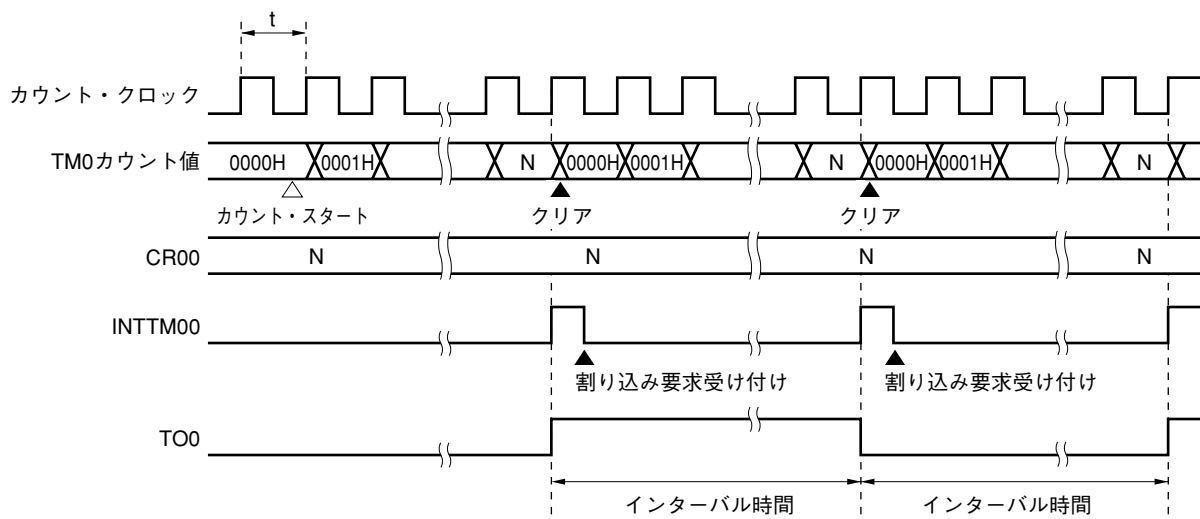 t
カウント・クロック
TM0カウント値 0000H 0001H N 0000H 0001H N 0000H 0001H N
カウント・スタート クリア クリア
CR00 N N N N
INTTM00
割り込み要求受け付け 割り込み要求受け付け
TO0
インターバル時間 インターバル時間